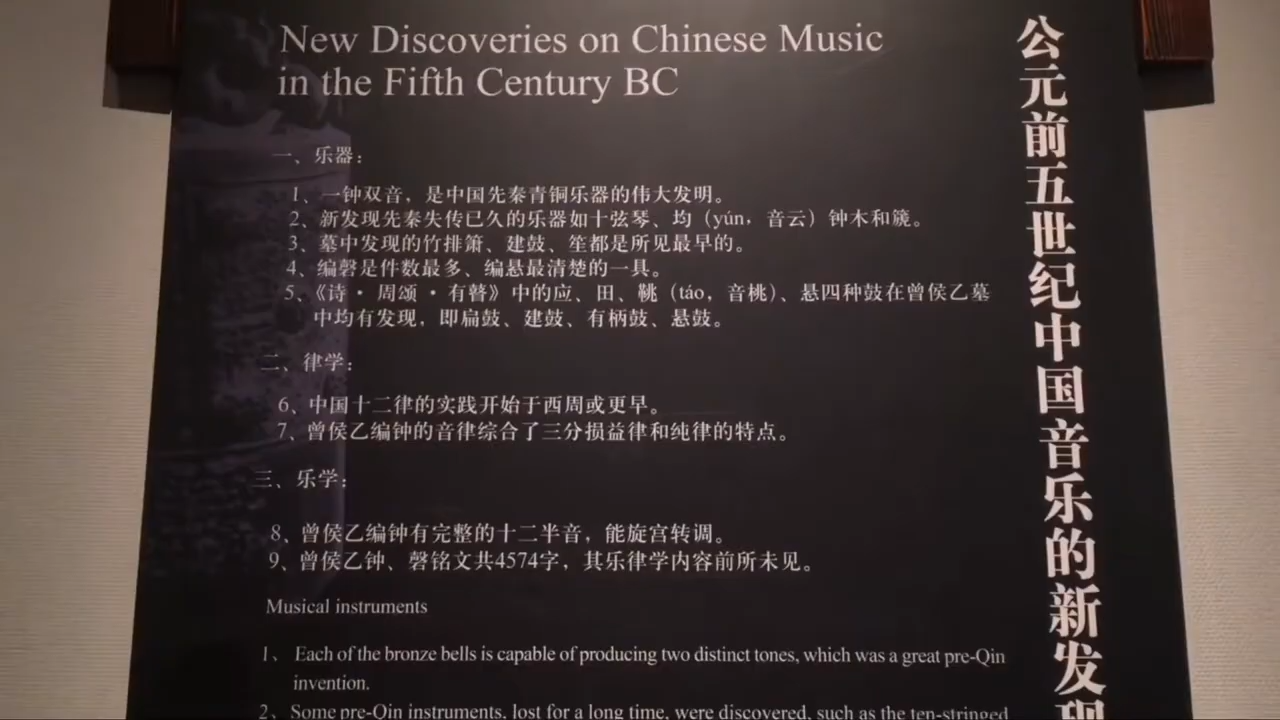 New Discoveries on Chinese Music
in the Fifth Century BC
公元前五世纪中国音乐的新发现
一、乐器：
1、一钟双音，是中国先秦青铜乐器的伟大发明。
2、新发现先秦失传已久的乐器如十弦琴、均（yún，音云）钟木和篪。
3、墓中发现的竹排箫、建鼓、笙都是所见最早的。
4、编磬是件数最多、编悬最清楚的一具。
5、《诗·周颂·有瞽》中的应、田、鞉（táo，音桃）、悬四种鼓在曾侯乙墓
中均有发现，即扁鼓、建鼓、有柄鼓、悬鼓。
二、律学：
6、中国十二律的实践开始于西周或更早。
7、曾侯乙编钟的音律综合了三分损益律和纯律的特点。
三、乐学：
8、曾侯乙编钟有完整的十二半音，能旋宫转调。
9、曾侯乙钟、磬铭文共4574字，其乐律学内容前所未见。
Musical instruments
1、 Each of the bronze bells is capable of producing two distinct tones, which was a great pre-Qin
invention.
2、 Some pre-Qin instruments, lost for a long time, were discovered, such as the ten-stringed